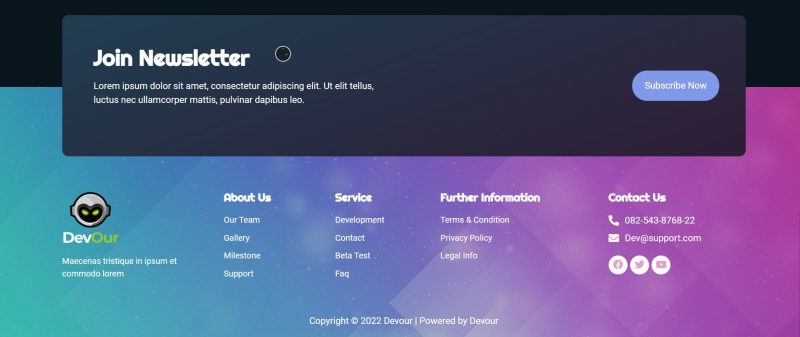 Join Newsletter
Lorem ipsum dolor sit amet, consectetur adipiscing elit. Ut elit tellus,
luctus nec ullamcorper mattis, pulvinar dapibus leo.
Subscribe Now
DevOur
Maecenas tristique in ipsum et
commodo lorem
About Us
Our Team
Gallery
Milestone
Support
Service
Development
Contact
Beta Test
Faq
Further Information
Terms & Condition
Privacy Policy
Legal Info
Contact Us
082-543-8768-22
Dev@support.com
Copyright © 2022 Devour | Powered by Devour